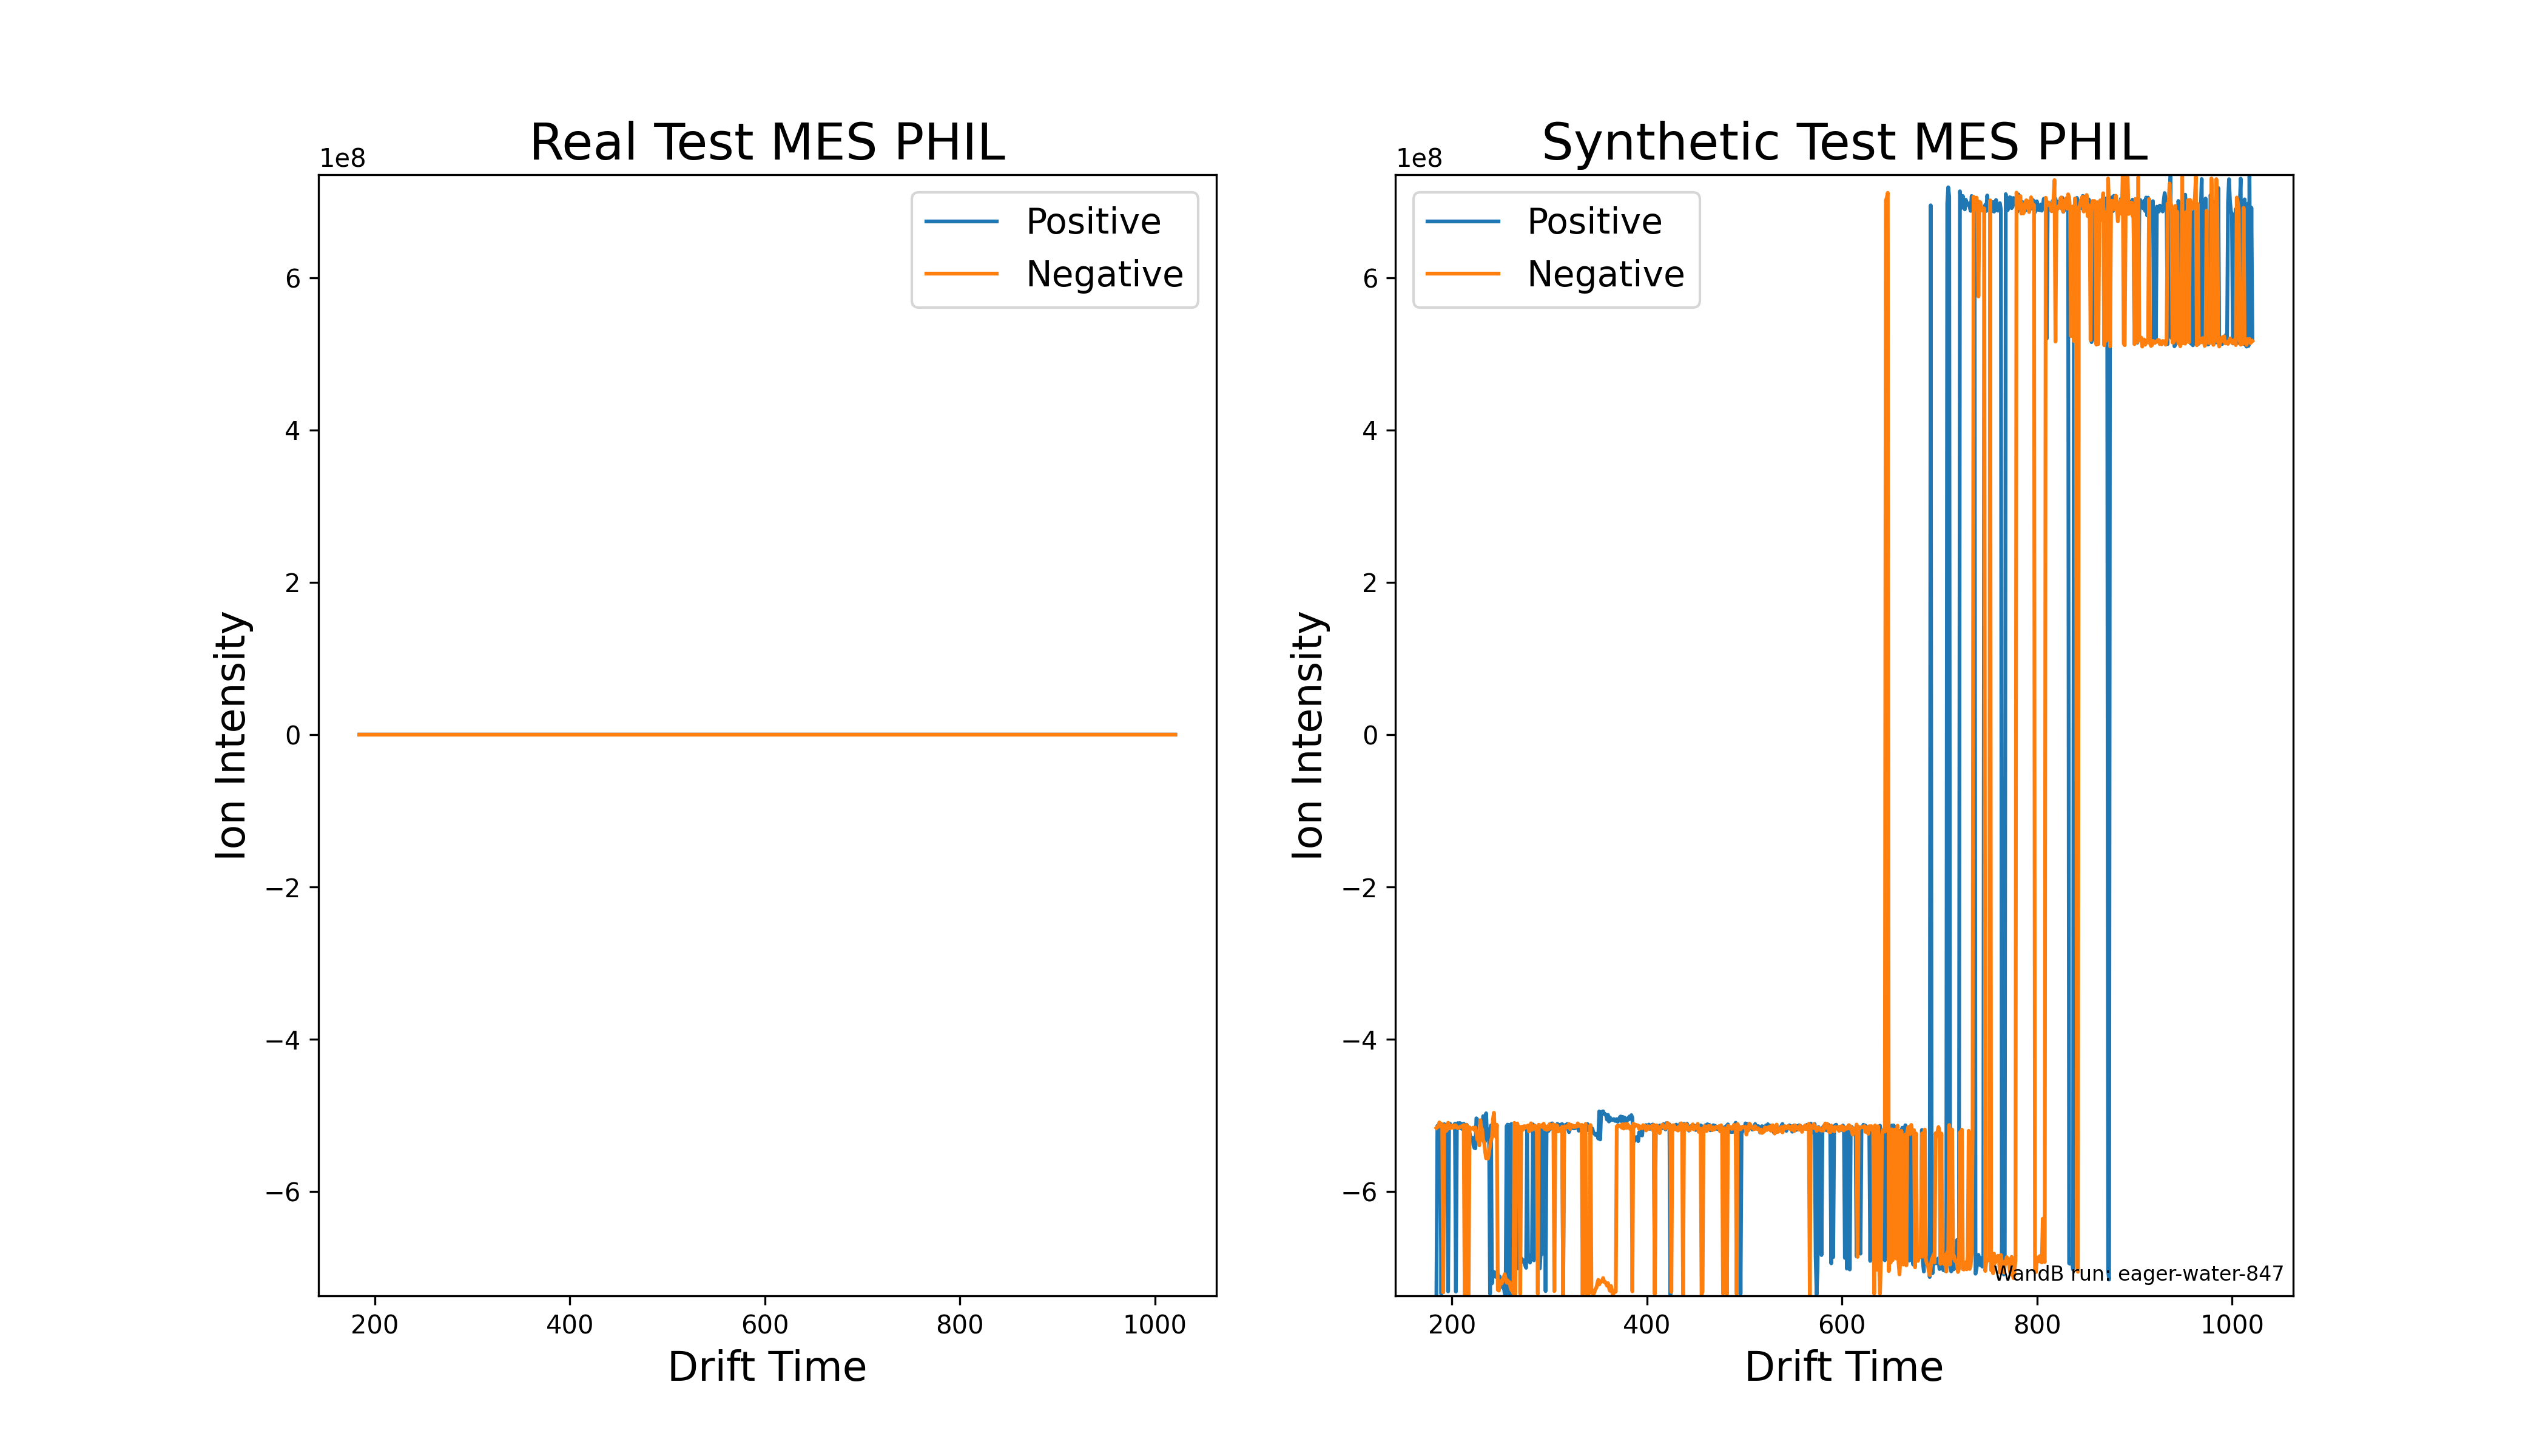 Real Test MES PHIL
1e8
Positive
Negative
6
4
2
0
−2
−4
−6
Ion Intensity
200 400 600 800 1000
Drift Time
Synthetic Test MES PHIL
1e8
Positive
Negative
6
4
2
0
−2
−4
−6
Ion Intensity
WandB run: eager-water-847
200 400 600 800 1000
Drift Time